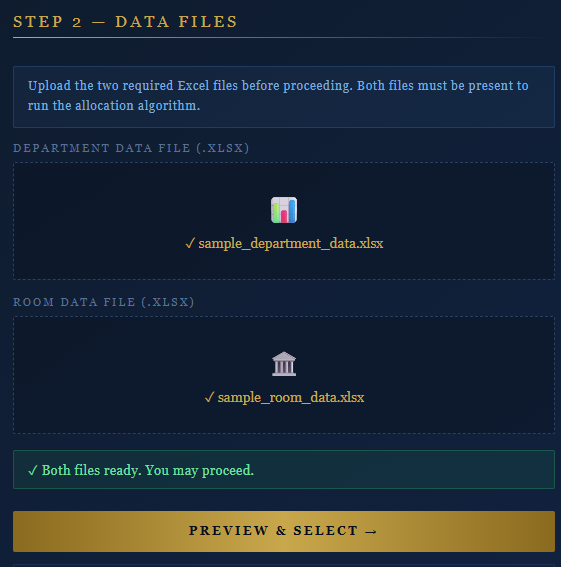 STEP 2 — DATA FILES
Upload the two required Excel files before proceeding. Both files must be present to
run the allocation algorithm.
DEPARTMENT DATA FILE (.XLSX)
✓ sample_department_data.xlsx
ROOM DATA FILE (.XLSX)
✓ sample_room_data.xlsx
✓ Both files ready. You may proceed.
PREVIEW & SELECT →